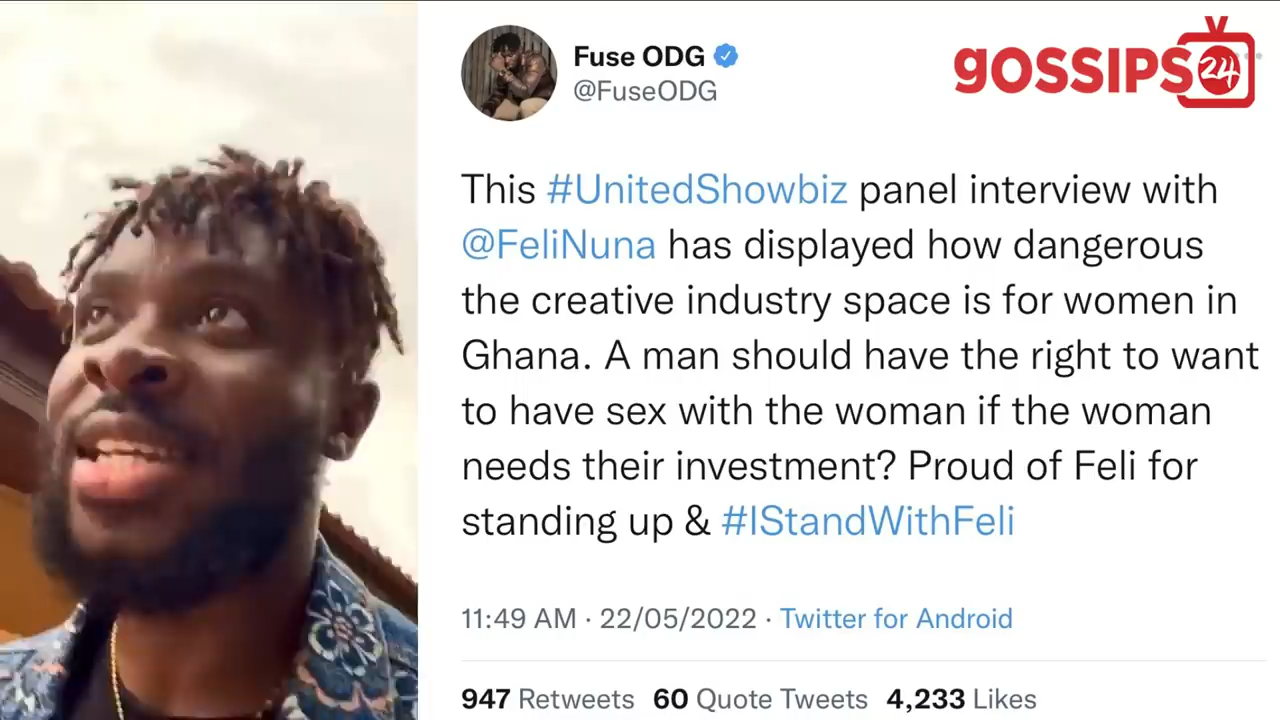 Fuse ODG
@FuseODG
gOSSIPS24
This #UnitedShowbiz panel interview with
@FeliNuna has displayed how dangerous
the creative industry space is for women in
Ghana. A man should have the right to want
to have sex with the woman if the woman
needs their investment? Proud of Feli for
standing up & #IStandWithFeli
11:49 AM · 22/05/2022 · Twitter for Android
947 Retweets 60 Quote Tweets 4,233 Likes